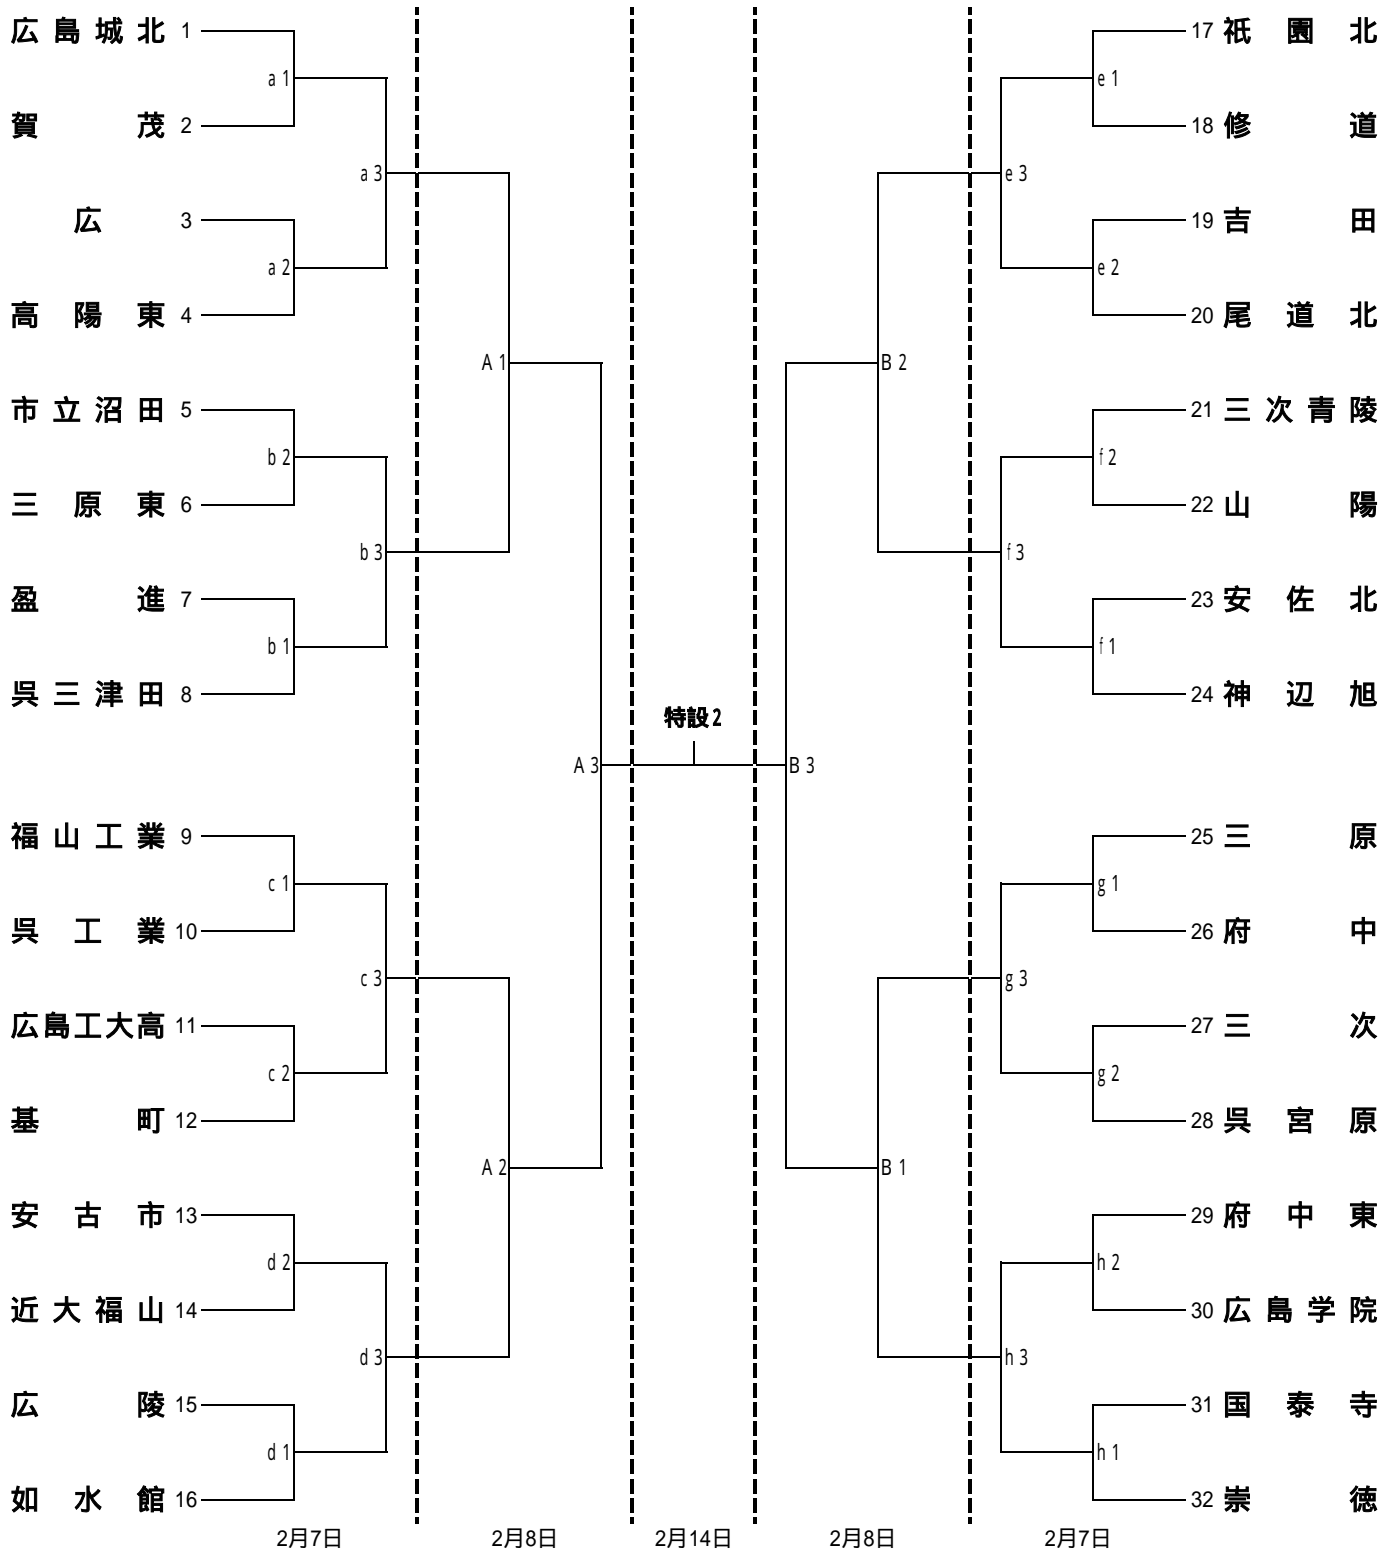 広島城北 1
a1
賀茂 2
a3
広 3
a2
高陽東 4
A1
市立沼田 5
b2
三原東 6
b3
盈進 7
b1
呉三津田 8
福山工業 9
c1
呉工業 10
c3
広島工大高 11
c2
基町 12
A2
安古市 13
d2
近大福山 14
d3
広陵 15
d1
如水館 16
A3
特設2
B3
17 祇園北
e1
18 修道
e3
19 吉田
e2
20 尾道北
B2
21 三次青陵
f2
22 山陽
f3
23 安佐北
f1
24 神辺旭
25 三原
g1
26 府中
g3
27 三次
g2
28 呉宮原
B1
29 府中東
h2
30 広島学院
h3
31 国泰寺
h1
32 崇徳
2月7日 2月8日 2月14日 2月8日 2月7日